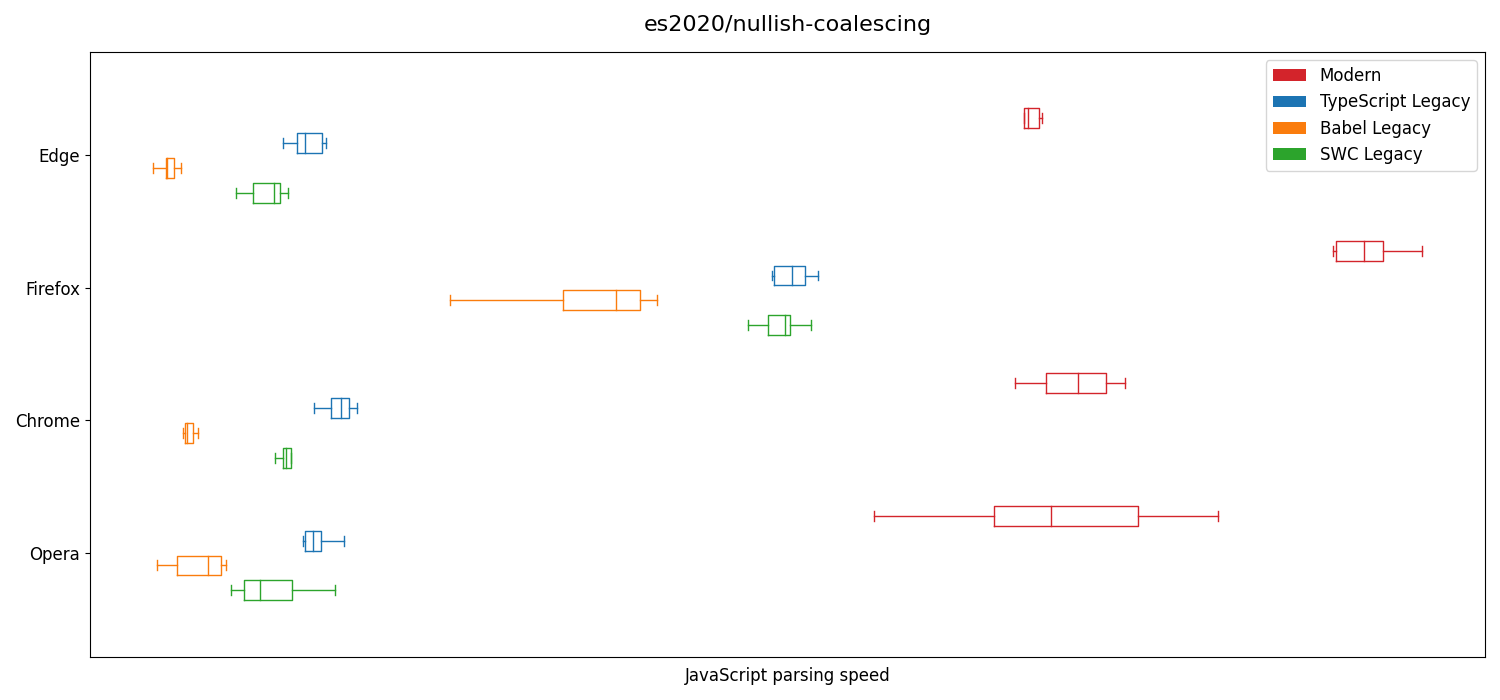 es2020/nullish-coalescing
Modern
TypeScript Legacy
Babel Legacy
SWC Legacy
Edge
Firefox
Chrome
Opera
JavaScript parsing speed